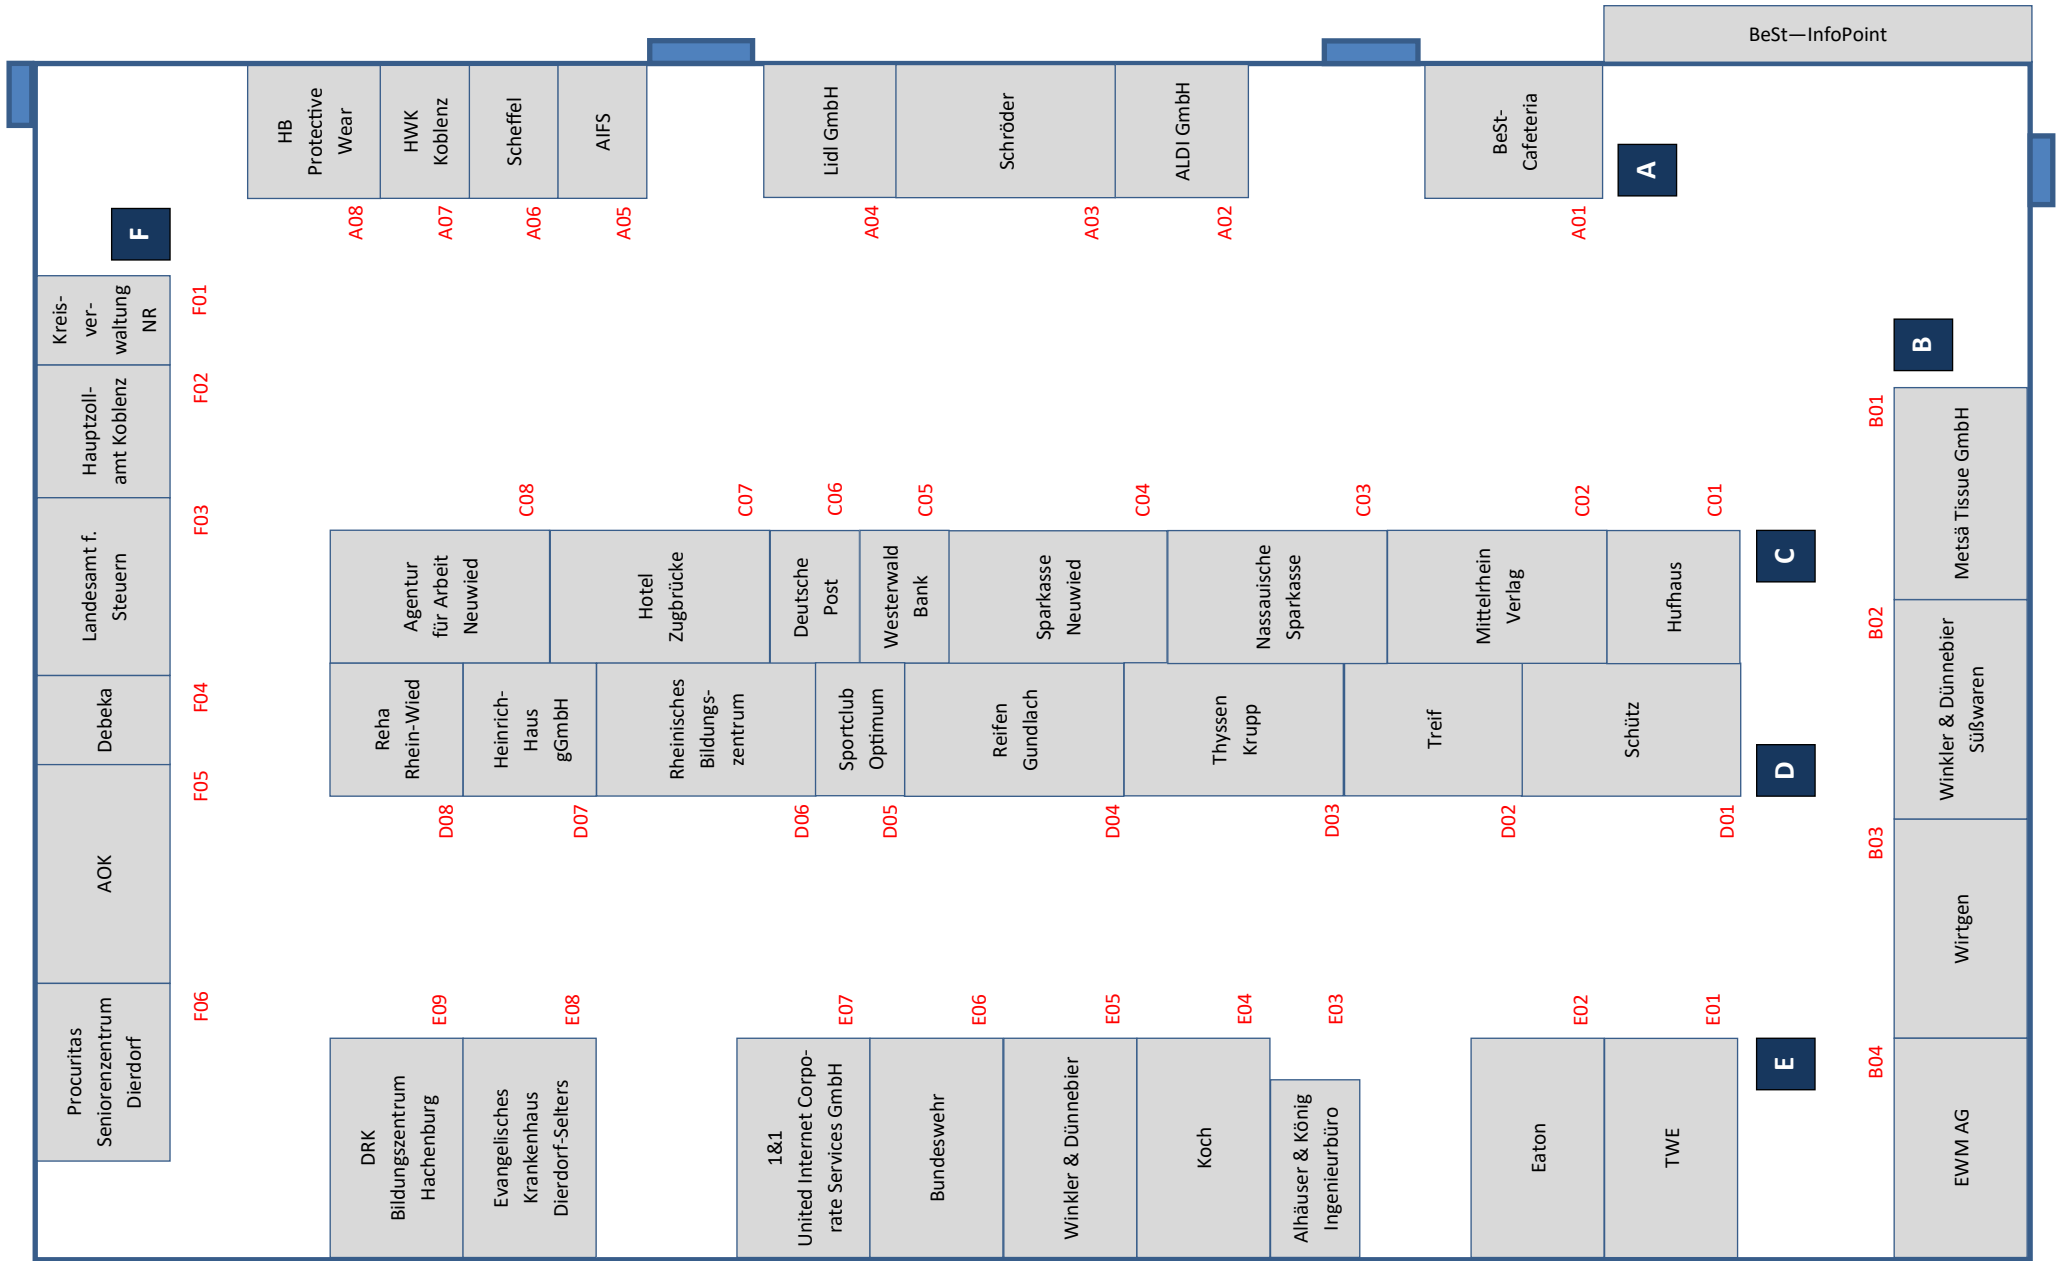 BeSt—InfoPoint
HB
Protective
Wear
A08
HWK
Koblenz
A07
Scheffel
A06
AIFS
A05
Lidl GmbH
A04
Schröder
A03
ALDI GmbH
A02
BeSt-
Cafeteria
A01
A
F
Kreis-
ver-
waltung
NR
F01
Hauptzoll-
amt Koblenz
F02
Landesamt f.
Steuern
F03
Debeka
F04
AOK
F05
Procuritas
Seniorenzentrum
Dierdorf
F06
Agentur
für Arbeit
Neuwied
C08
Hotel
Zugbrücke
C07
Deutsche
Post
C06
Westerwald
Bank
C05
Sparkasse
Neuwied
C04
Nassauische
Sparkasse
C03
Mittelrhein
Verlag
C02
Hufhaus
C01
C
Reha
Rhein-Wied
D08
Heinrich-
Haus
gGmbH
D07
Rheinisches
Bildungs-
zentrum
D06
Sportclub
Optimum
D05
Reifen
Gundlach
D04
Thyssen
Krupp
D03
Treif
D02
Schütz
D01
D
B
B01
Metsä Tissue GmbH
B02
Winkler & Dünnebier
Süßwaren
B03
Wirtgen
B04
EWM AG
DRK
Bildungszentrum
Hachenburg
E09
Evangelisches
Krankenhaus
Dierdorf-Selters
E08
1&1
United Internet Corpo-
rate Services GmbH
E07
Bundeswehr
E06
Winkler & Dünnebier
E05
Koch
E04
Alhäuser & König
Ingenieurbüro
E03
Eaton
E02
TWE
E01
E